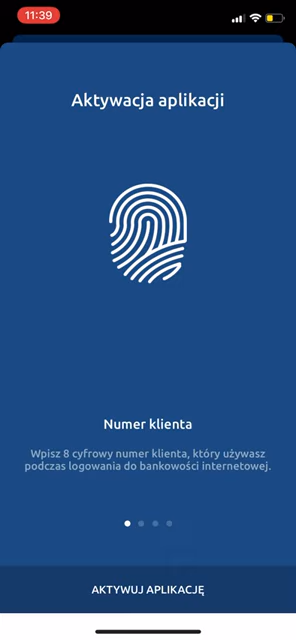 11:39
Aktywacja aplikacji
Numer klienta
Wpisz 8 cyfrowy numer klienta, który używasz
podczas logowania do bankowości internetowej.
AKTYWUJ APLIKACJĘ